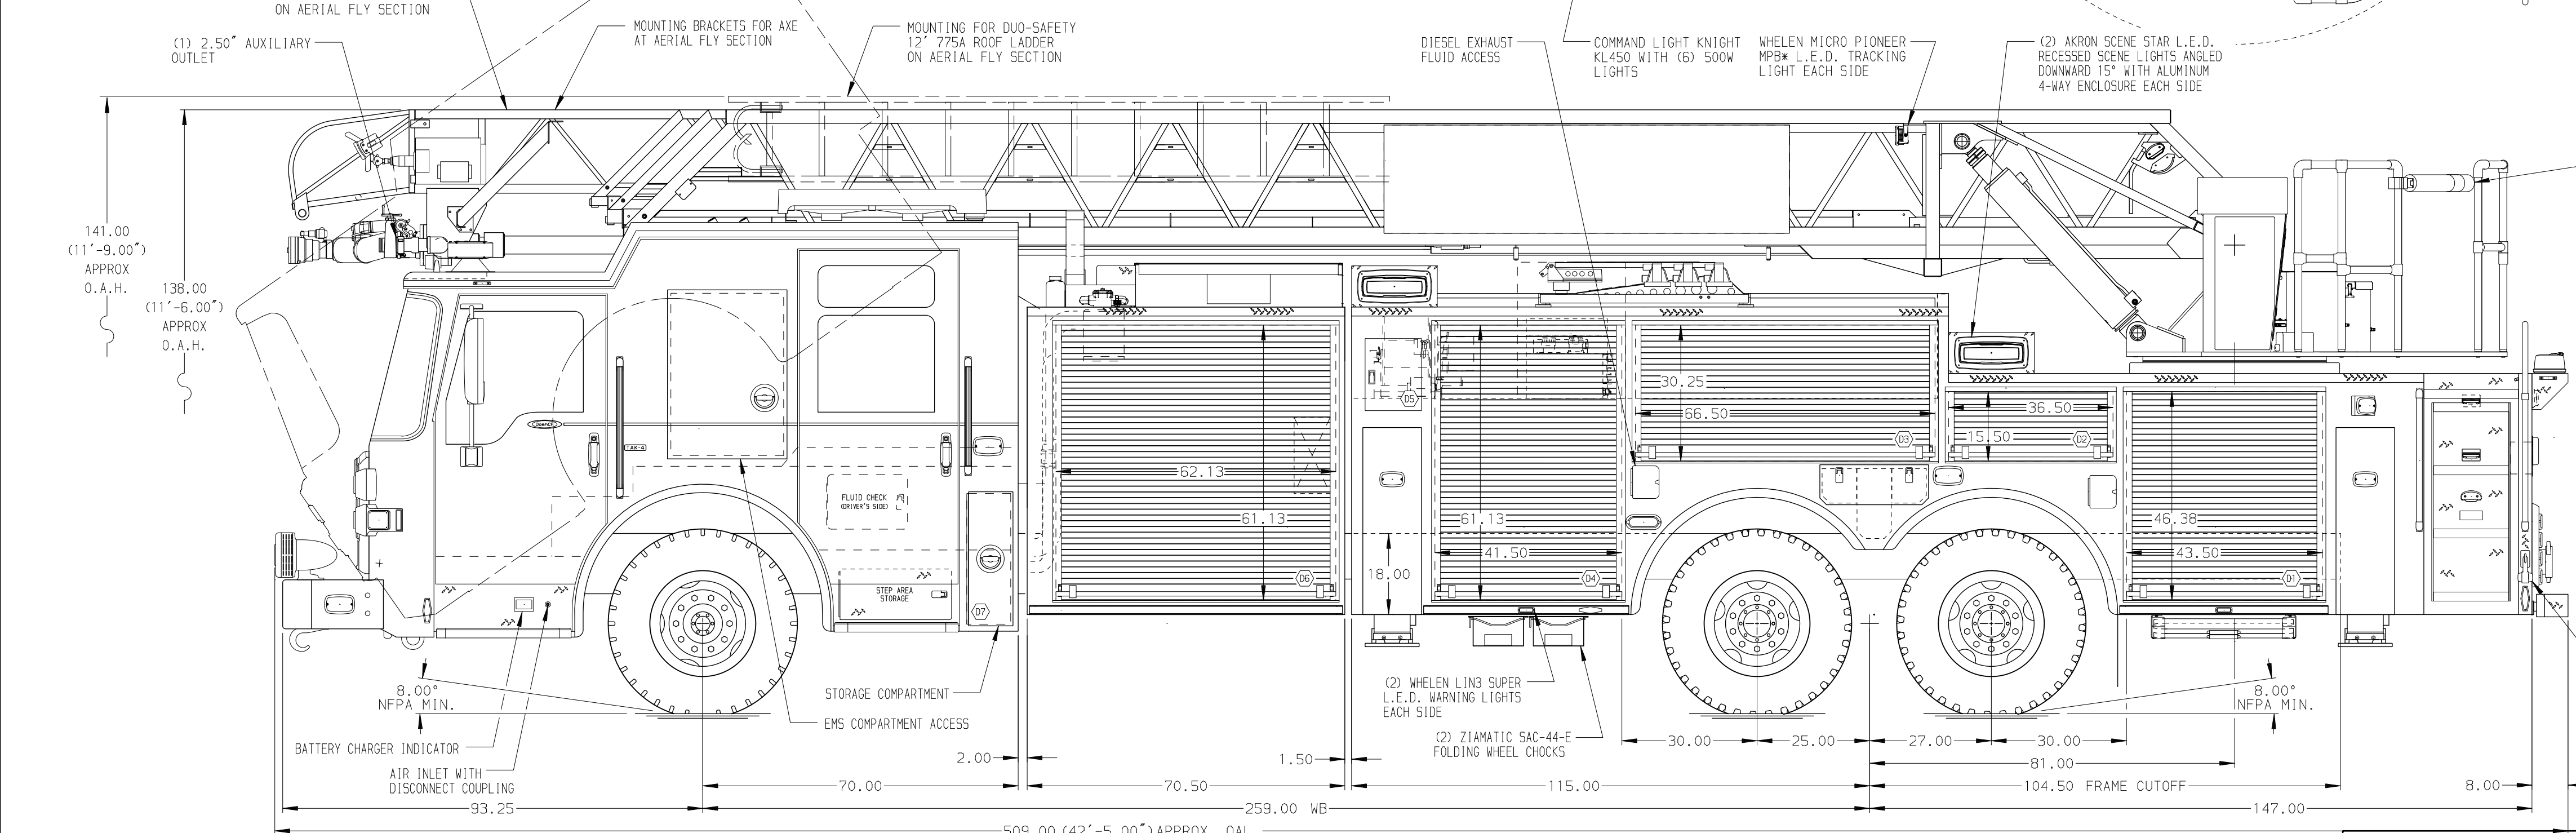 ON AERIAL FLY SECTION
(1) 2.50" AUXILIARY
OUTLET
MOUNTING BRACKETS FOR AXE
AT AERIAL FLY SECTION
MOUNTING FOR DUO-SAFETY
12' 775A ROOF LADDER
ON AERIAL FLY SECTION
DIESEL EXHAUST
FLUID ACCESS
COMMAND LIGHT KNIGHT
KL450 WITH (6) 500W
LIGHTS
WHELEN MICRO PIONEER
MPB* L.E.D. TRACKING
LIGHT EACH SIDE
(2) AKRON SCENE STAR L.E.D.
RECESSED SCENE LIGHTS ANGLED
DOWNWARD 15° WITH ALUMINUM
4-WAY ENCLOSURE EACH SIDE
141.00
(11'-9.00")
APPROX
O.A.H.
138.00
(11'-6.00")
APPROX
O.A.H.
TAK-4
FLUID CHECK
(DRIVER'S SIDE)
STEP AREA
STORAGE
D7
62.13
61.13
D6
D5
18.00
61.13
41.50
D4
30.25
66.50
D3
36.50
15.50
D2
46.38
43.50
D1
8.00°
NFPA MIN.
BATTERY CHARGER INDICATOR
AIR INLET WITH
DISCONNECT COUPLING
STORAGE COMPARTMENT
EMS COMPARTMENT ACCESS
(2) WHELEN LIN3 SUPER
L.E.D. WARNING LIGHTS
EACH SIDE
(2) ZIAMATIC SAC-44-E
FOLDING WHEEL CHOCKS
8.00°
NFPA MIN.
30.00
25.00
27.00
30.00
2.00
1.50
81.00
70.00
70.50
115.00
104.50 FRAME CUTOFF
8.00
93.25
259.00 WB
147.00
509.00 (42'-5.00") APPROX. OAL